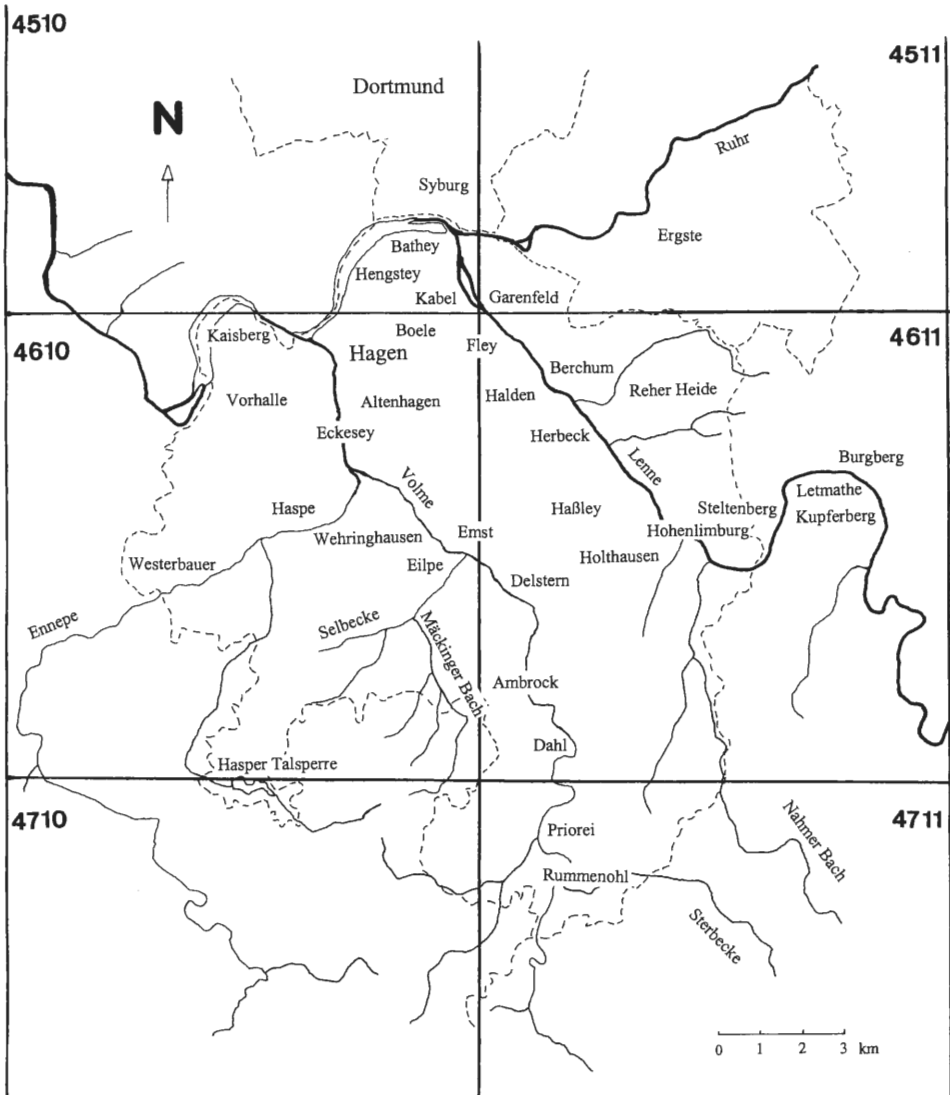 4510
4511
Dortmund
N
Ruhr
Syburg
Ergste
Bathey
Hengstey
Kabel
Garenfeld
Kaisberg
Boele
4610
4611
Hagen
Fley
Berchum
Vorhalle
Altenhagen
Halden
Reher Heide
Eckesey
Herbeck
Lenne
Burgberg
Volme
Letmathe
Haspe
Haßley
Steltenberg
Kupferberg
Wehringhausen
Emst
Hohenlimburg
Westerbauer
Eilpe
Holthausen
Delstern
Ennepe
Selbecke
Mäckinger Bach
Ambrock
Dahl
Hasper Talsperre
4710
4711
Priorei
Nahmer Bach
Rummenohl
Sterbecke
0 1 2 3 km